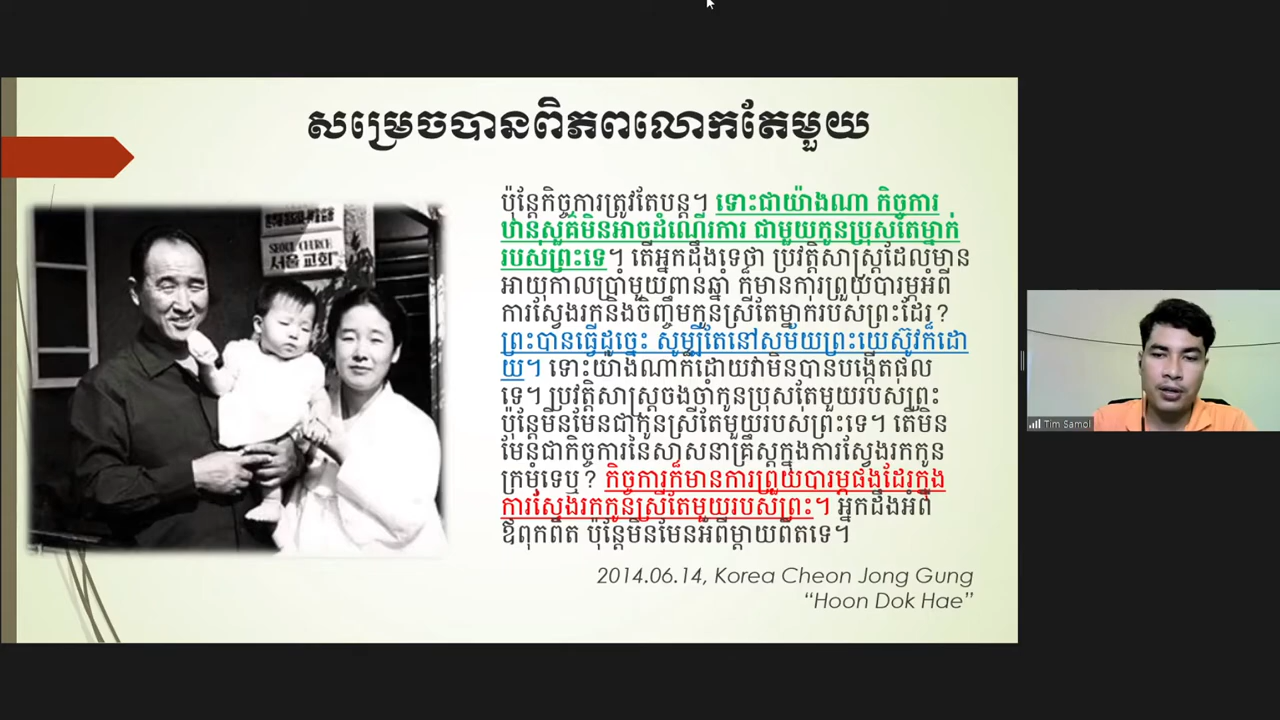 សម្រេចបានពិភពលោកតែមួយ
ប៉ុន្តែកិច្ចការត្រូវតែបន្ត។ ទោះជាយ៉ាងណា កិច្ចការ
ឋានសួគ៌មិនអាចដំណើរការ ជាមួយកូនប្រុសតែម្នាក់
របស់ព្រះទេ។ តើអ្នកដឹងទេថា ប្រវត្តិសាស្ត្រដែលមាន
អាយុកាលប្រាំមួយពាន់ឆ្នាំ ក៏មានការព្រួយបារម្ភអំពី
ការស្វែងរកនិងចិញ្ចឹមកូនស្រីតែម្នាក់របស់ព្រះដែរ?
ព្រះបានធ្វើដូច្នេះ សូម្បីតែនៅសម័យព្រះយេស៊ូវក៏ដោ
យ។ ទោះយ៉ាងណាក៏ដោយវាមិនបានបង្កើតផល
ទេ។ ប្រវត្តិសាស្ត្រចងចាំកូនប្រុសតែមួយរបស់ព្រះ
ប៉ុន្តែមិនមែនជាកូនស្រីតែមួយរបស់ព្រះទេ។ តើមិន
មែនជាកិច្ចការនៃសាសនាគ្រឹស្តក្នុងការស្វែងរកកូន
ក្រមុំទេឬ? កិច្ចការក៏មានការព្រួយបារម្ភផងដែរក្នុង
ការស្វែងរកកូនស្រីតែមួយរបស់ព្រះ។ អ្នកដឹងអំពី
ឪពុកពិត ប៉ុន្តែមិនមែនអំពីម្តាយពិតទេ។
2014.06.14, Korea Cheon Jong Gung
“Hoon Dok Hae”
SEOUL CHURCH
서울 교회
Tim Samol